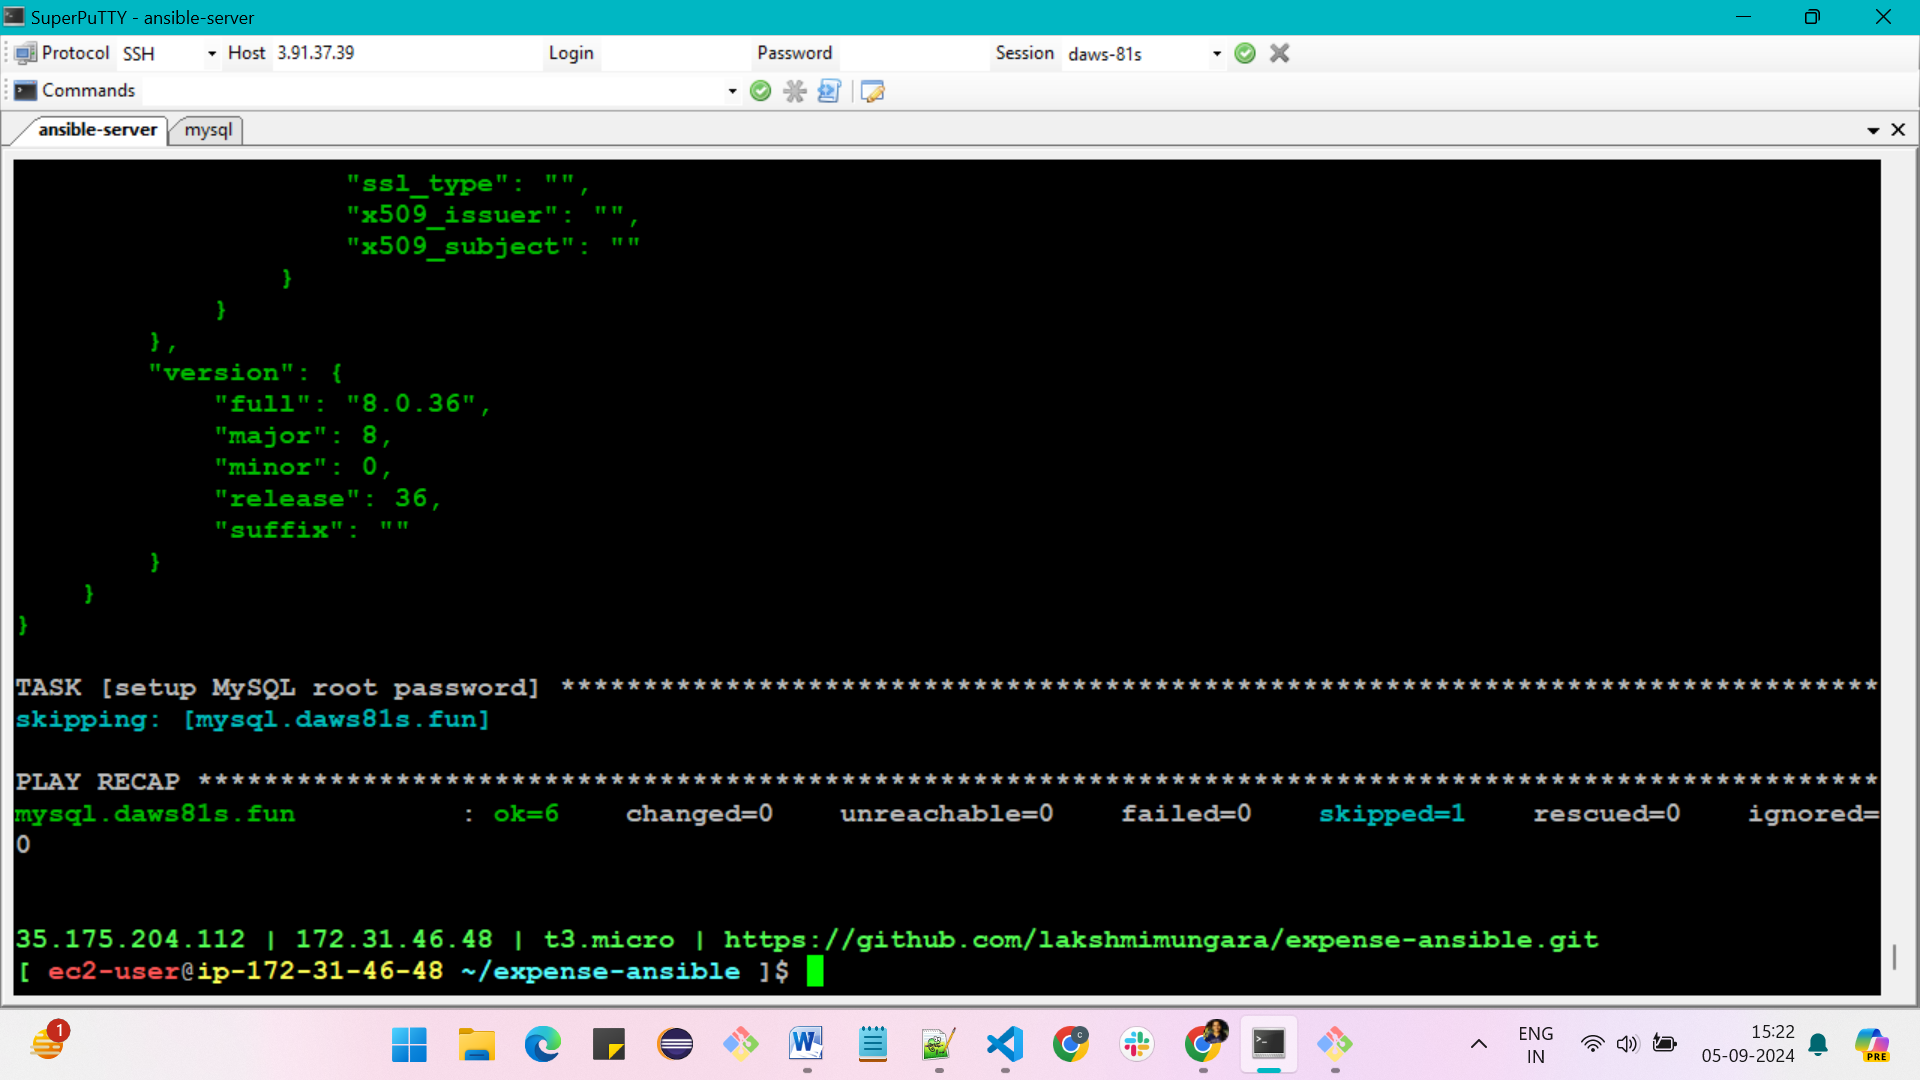 SuperPuTTY - ansible-server
Protocol SSH Host 3.91.37.39 Login Password Session daws-81s
Commands
ansible-server mysql
"ssl_type": "",
"x509_issuer": "",
"x509_subject": ""
}
}
},
"version": {
"full": "8.0.36",
"major": 8,
"minor": 0,
"release": 36,
"suffix": ""
}
}
}
TASK [setup MySQL root password] ********************************************************************************
skipping: [mysql.daws81s.fun]
PLAY RECAP ******************************************************************************************************
mysql.daws81s.fun : ok=6 changed=0 unreachable=0 failed=0 skipped=1 rescued=0 ignored=
0
35.175.204.112 | 172.31.46.48 | t3.micro | https://github.com/lakshmimungara/expense-ansible.git
[ ec2-user@ip-172-31-46-48 ~/expense-ansible ]$
1
ENG
IN
15:22
05-09-2024
PRE